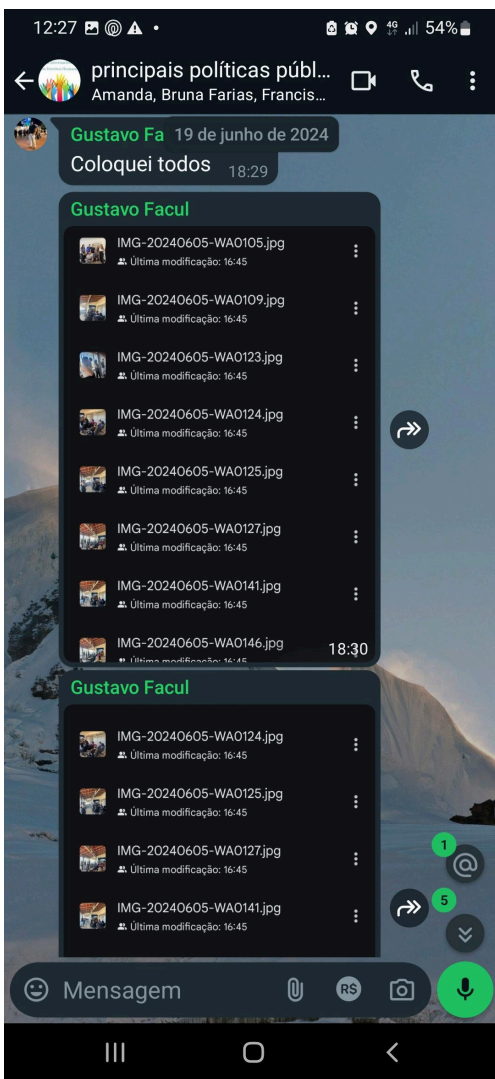 12:27
4G
54%
principais políticas públ...
Amanda, Bruna Farias, Francis...
Gustavo Fa
19 de junho de 2024
Coloquei todos 18:29
Gustavo Facul
IMG-20240605-WA0105.jpg
Última modificação: 16:45
IMG-20240605-WA0109.jpg
Última modificação: 16:45
IMG-20240605-WA0123.jpg
Última modificação: 16:45
IMG-20240605-WA0124.jpg
Última modificação: 16:45
IMG-20240605-WA0125.jpg
Última modificação: 16:45
IMG-20240605-WA0127.jpg
Última modificação: 16:45
IMG-20240605-WA0141.jpg
Última modificação: 16:45
IMG-20240605-WA0146.jpg
Última modificação: 16:45
18:30
Gustavo Facul
IMG-20240605-WA0124.jpg
Última modificação: 16:45
IMG-20240605-WA0125.jpg
Última modificação: 16:45
IMG-20240605-WA0127.jpg
Última modificação: 16:45
1
@
IMG-20240605-WA0141.jpg
Última modificação: 16:45
5
Mensagem
R$